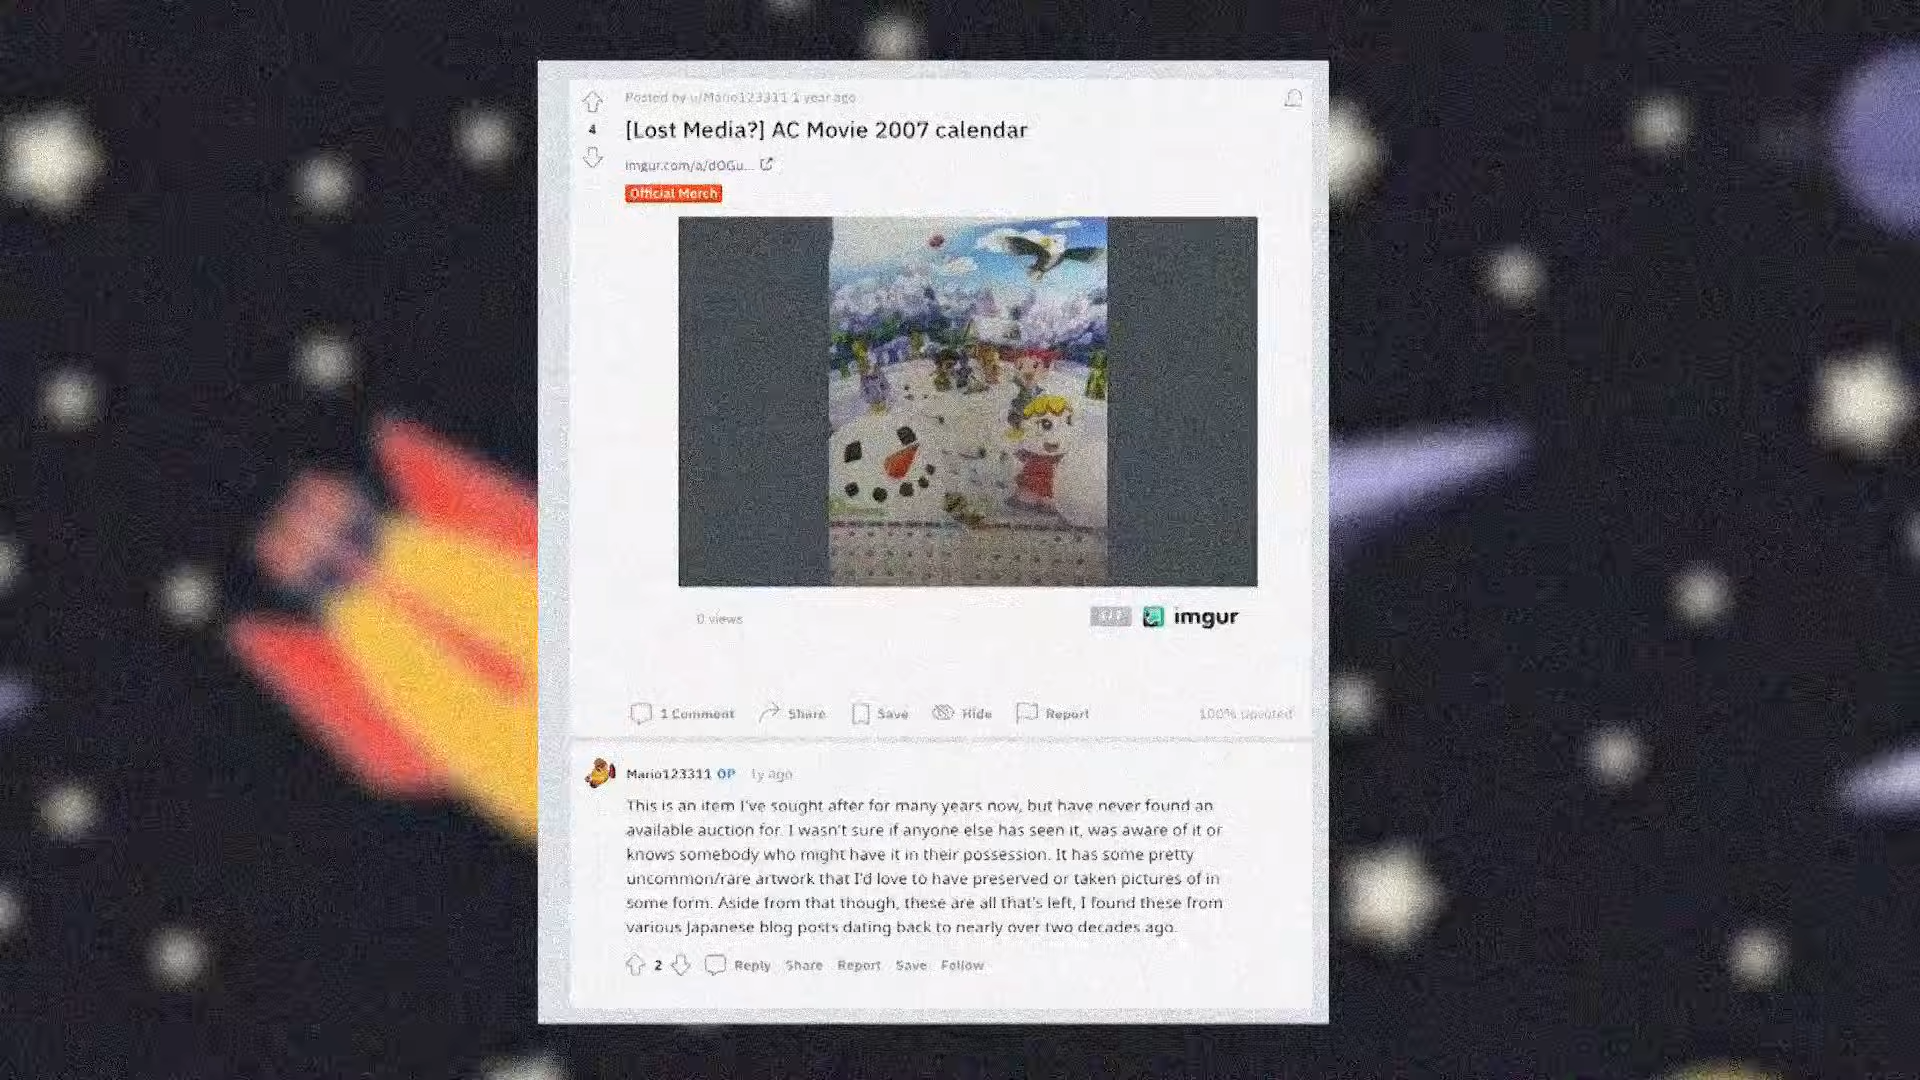 Posted by u/Mario123311 1 year ago
4
[Lost Media?] AC Movie 2007 calendar
imgur.com/a/dOGu...
Official Merch
0 views
imgur
1 Comment Share Save Hide Report 100% Upvoted
Mario123311 OP 1y ago
This is an item I've sought after for many years now, but have never found an
available auction for. I wasn't sure if anyone else has seen it, was aware of it or
knows somebody who might have it in their possession. It has some pretty
uncommon/rare artwork that I'd love to have preserved or taken pictures of in
some form. Aside from that though, these are all that's left, I found these from
various Japanese blog posts dating back to nearly over two decades ago.
2 Reply Share Report Save Follow